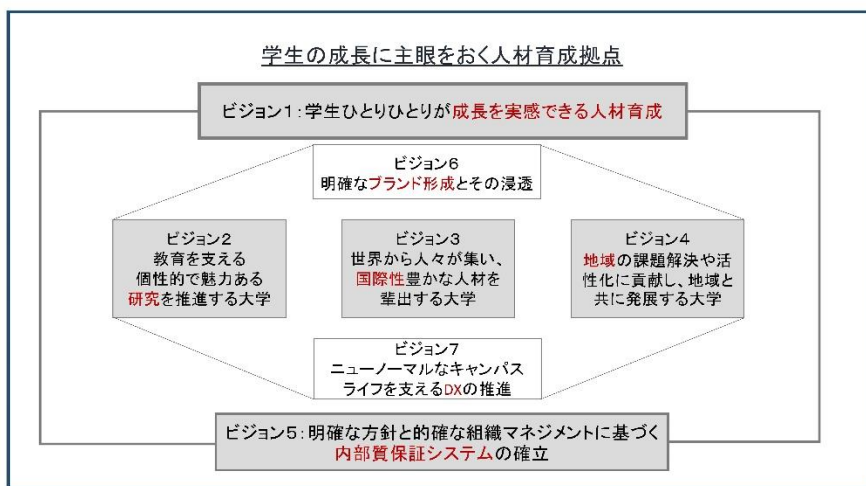 学生の成長に主眼をおく人材育成拠点
ビジョン１：学生ひとりひとりが成長を実感できる人材育成
ビジョン６
明確なブランド形成とその浸透
ビジョン２
教育を支える
個性的で魅力ある
研究を推進する大学
ビジョン３
世界から人々が集い、
国際性豊かな人材を
輩出する大学
ビジョン４
地域の課題解決や活
性化に貢献し、地域と
共に発展する大学
ビジョン７
ニューノーマルなキャンパス
ライフを支えるDXの推進
ビジョン５：明確な方針と的確な組織マネジメントに基づく
内部質保証システムの確立